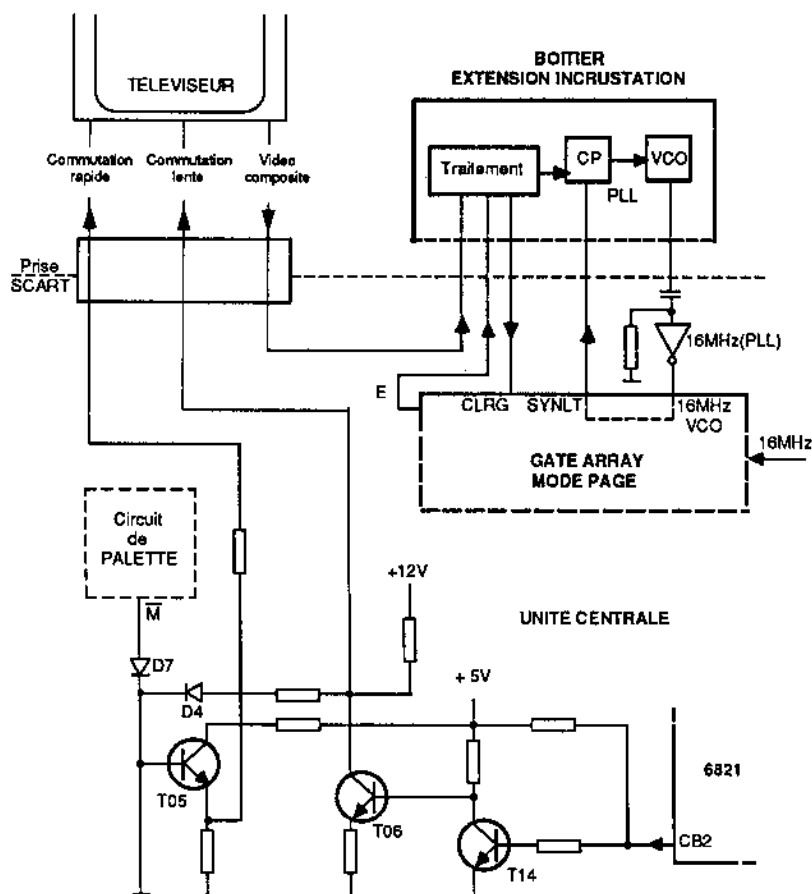 TELEVISEUR
Commutation
rapide
Commutation
lente
Video
composite
BOITIER
EXTENSION INCRUSTATION
Traitement
CP
VCO
PLL
Prise
SCART
16MHz(PLL)
E
CLRG
SYNLT
16MHz
VCO
16MHz
GATE ARRAY
MODE PAGE
Circuit
de
PALETTE
M
+12V
UNITE CENTRALE
D7
D4
+ 5V
6821
T05
T06
CB2
T14